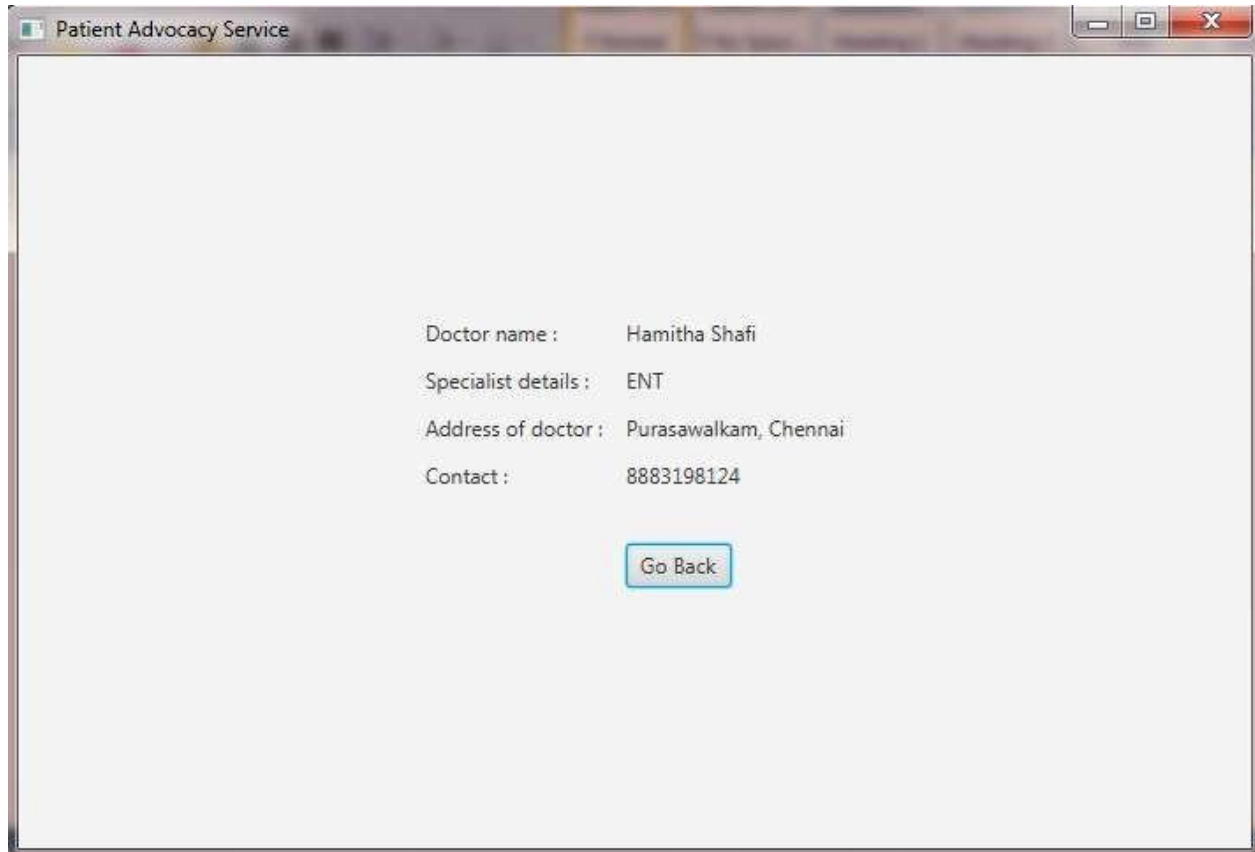 Patient Advocacy Service
Doctor name : Hamitha Shafi
Specialist details : ENT
Address of doctor : Purasawalkam, Chennai
Contact : 8883198124
Go Back